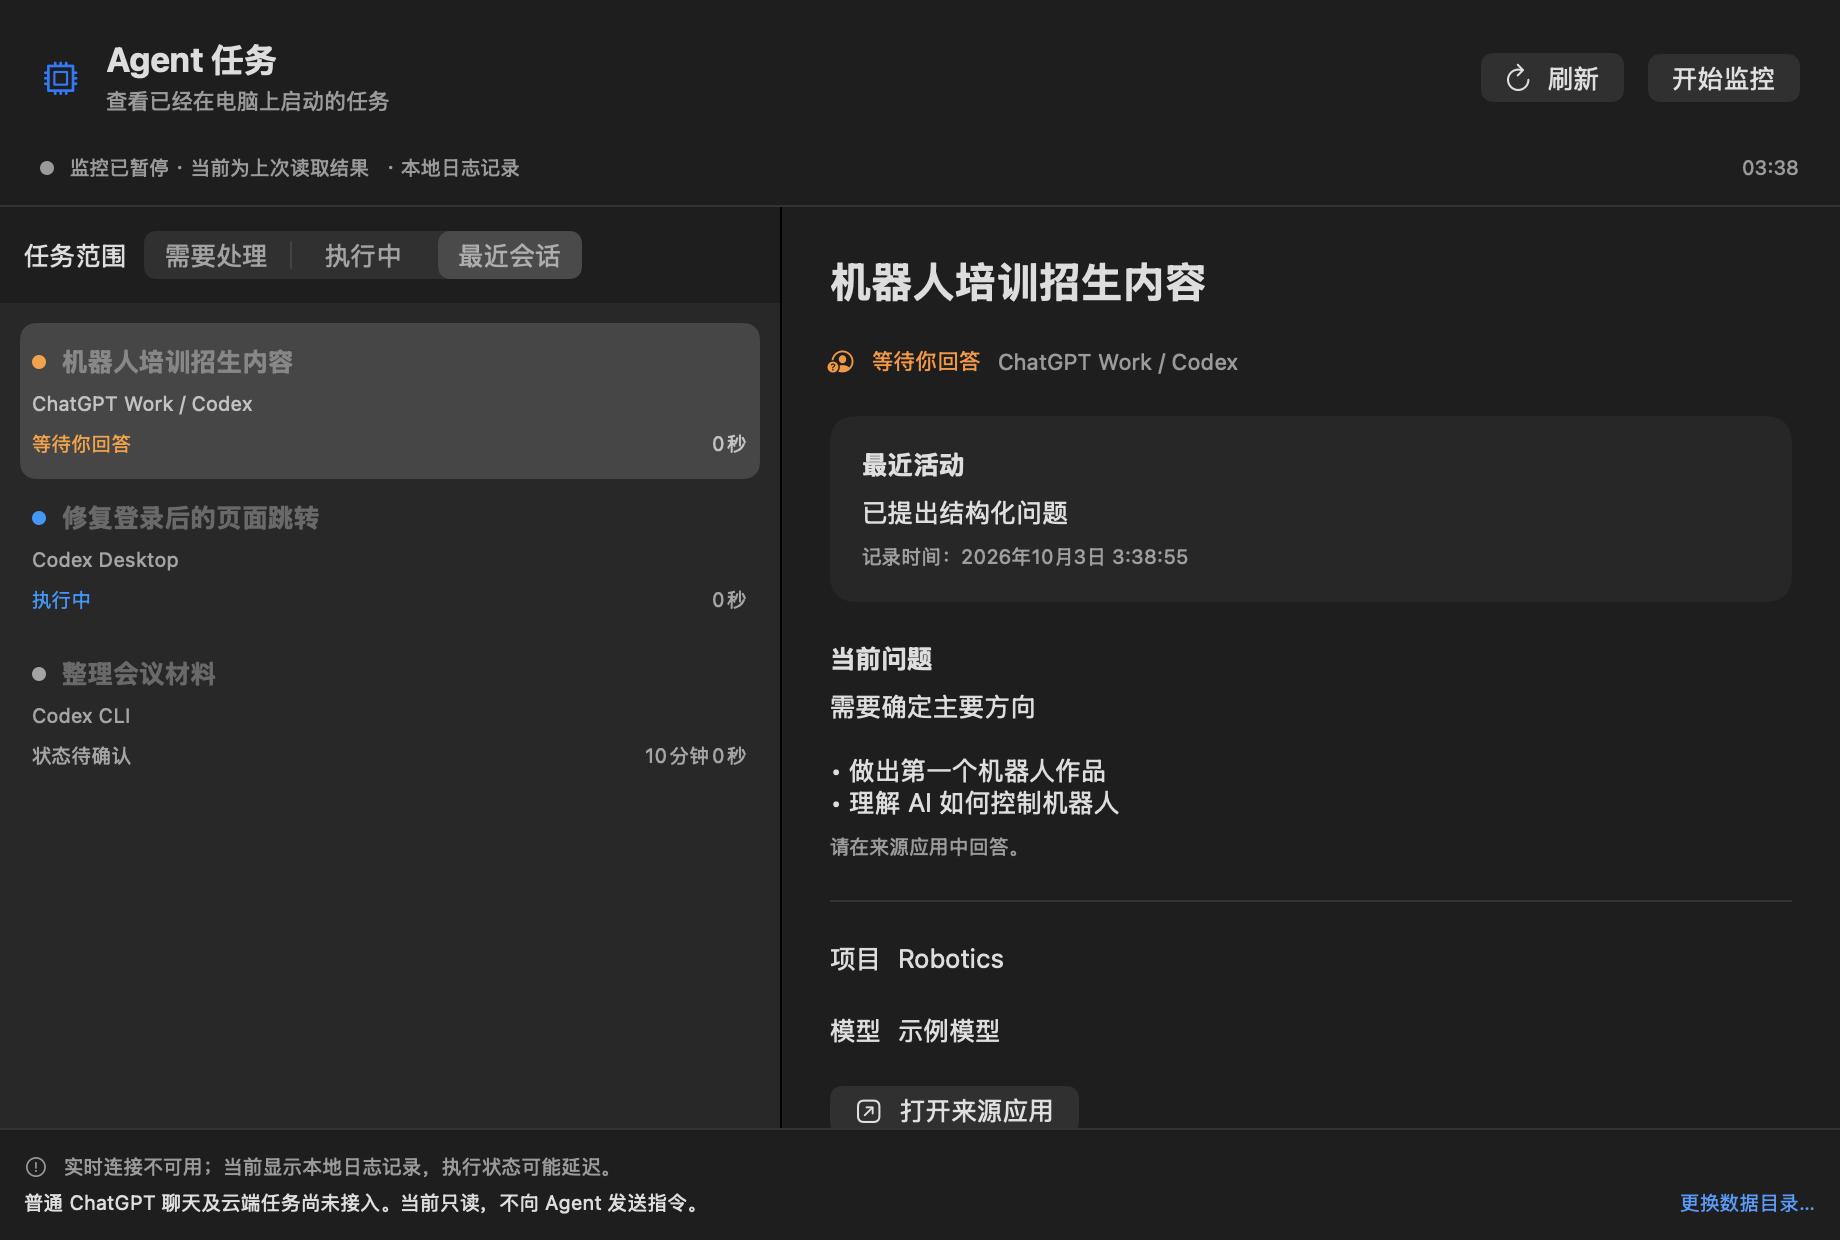 Agent 任务
查看已经在电脑上启动的任务
刷新
开始监控
监控已暂停 · 当前为上次读取结果 · 本地日志记录
03:38
任务范围
需要处理
执行中
最近会话
机器人培训招生内容
ChatGPT Work / Codex
等待你回答
0秒
修复登录后的页面跳转
Codex Desktop
执行中
0秒
整理会议材料
Codex CLI
状态待确认
10分钟0秒
机器人培训招生内容
等待你回答 ChatGPT Work / Codex
最近活动
已提出结构化问题
记录时间：2026年10月3日 3:38:55
当前问题
需要确定主要方向
• 做出第一个机器人作品
• 理解 AI 如何控制机器人
请在来源应用中回答。
项目 Robotics
模型 示例模型
打开来源应用
实时连接不可用；当前显示本地日志记录，执行状态可能延迟。
普通 ChatGPT 聊天及云端任务尚未接入。当前只读，不向 Agent 发送指令。
更换数据目录...